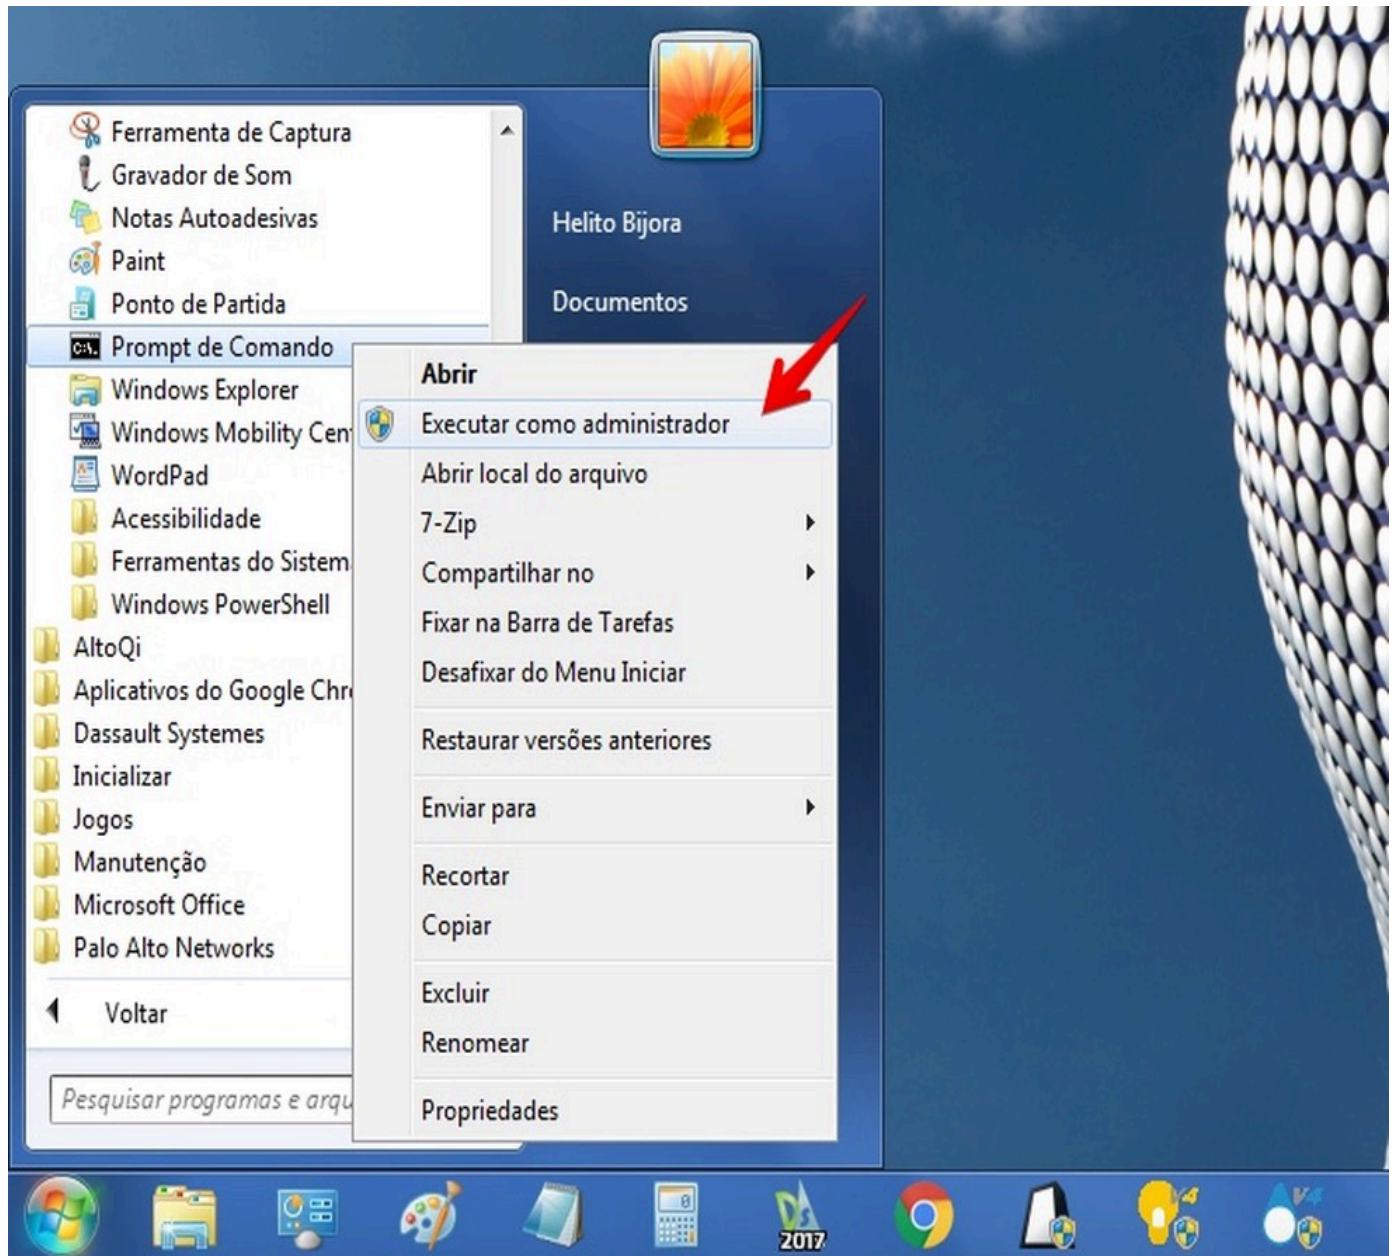 Ferramenta de Captura
Gravador de Som
Notas Autoadesivas
Paint
Ponto de Partida
Prompt de Comando
Windows Explorer
Windows Mobility Cen
WordPad
Acessibilidade
Ferramentas do Sistem
Windows PowerShell
AltoQi
Aplicativos do Google Chr
Dassault Systemes
Inicializar
Jogos
Manutenção
Microsoft Office
Palo Alto Networks
Voltar
Pesquisar programas e arqu
Helito Bijora
Documentos
Abrir
Executar como administrador
Abrir local do arquivo
7-Zip
Compartilhar no
Fixar na Barra de Tarefas
Desafixar do Menu Iniciar
Restaurar versões anteriores
Enviar para
Recortar
Copiar
Excluir
Renomear
Propriedades
C:\.
0
DS
2017
V4
V4